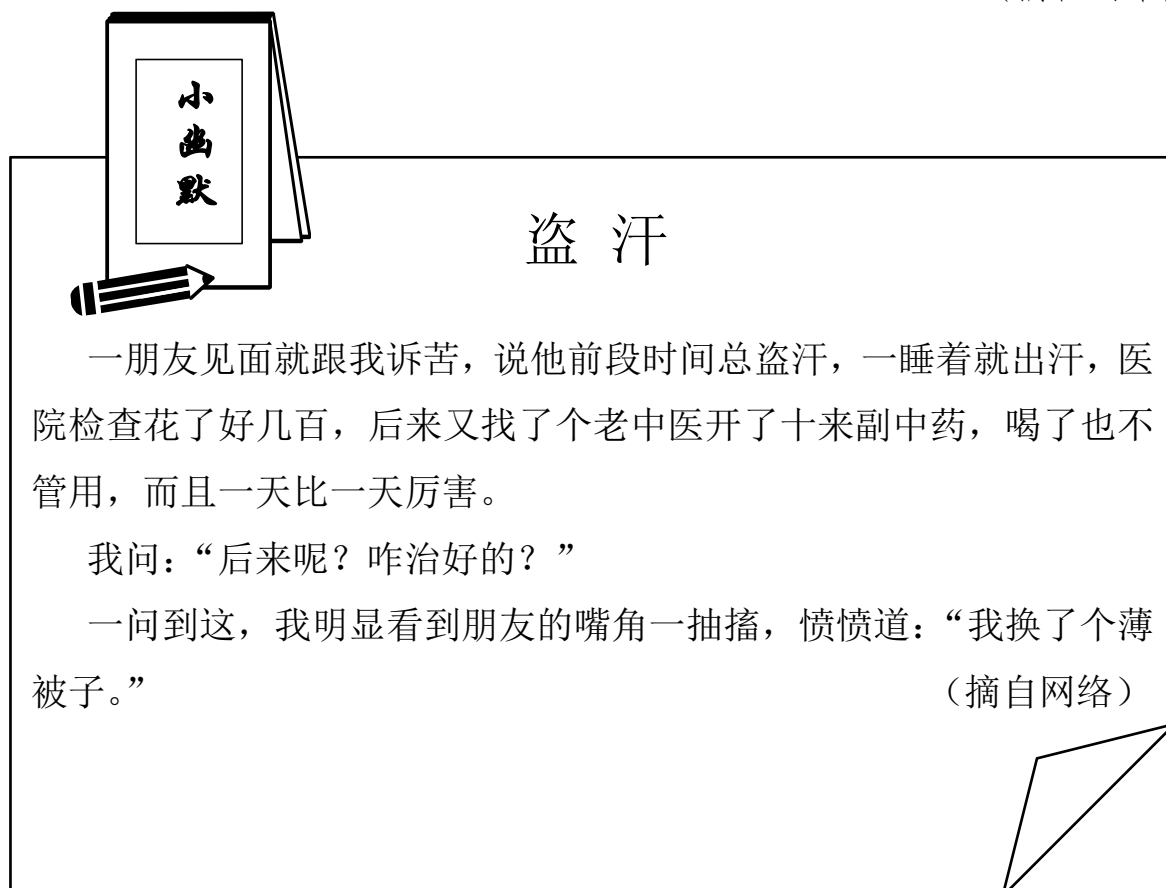 小幽默
盗 汗
一朋友见面就跟我诉苦，说他前段时间总盗汗，一睡着就出汗，医
院检查花了好几百，后来又找了个老中医开了十来副中药，喝了也不
管用，而且一天比一天厉害。
我问：“后来呢？咋治好的？”
一问到这，我明显看到朋友的嘴角一抽搐，愤愤道：“我换了个薄
被子。” （摘自网络）